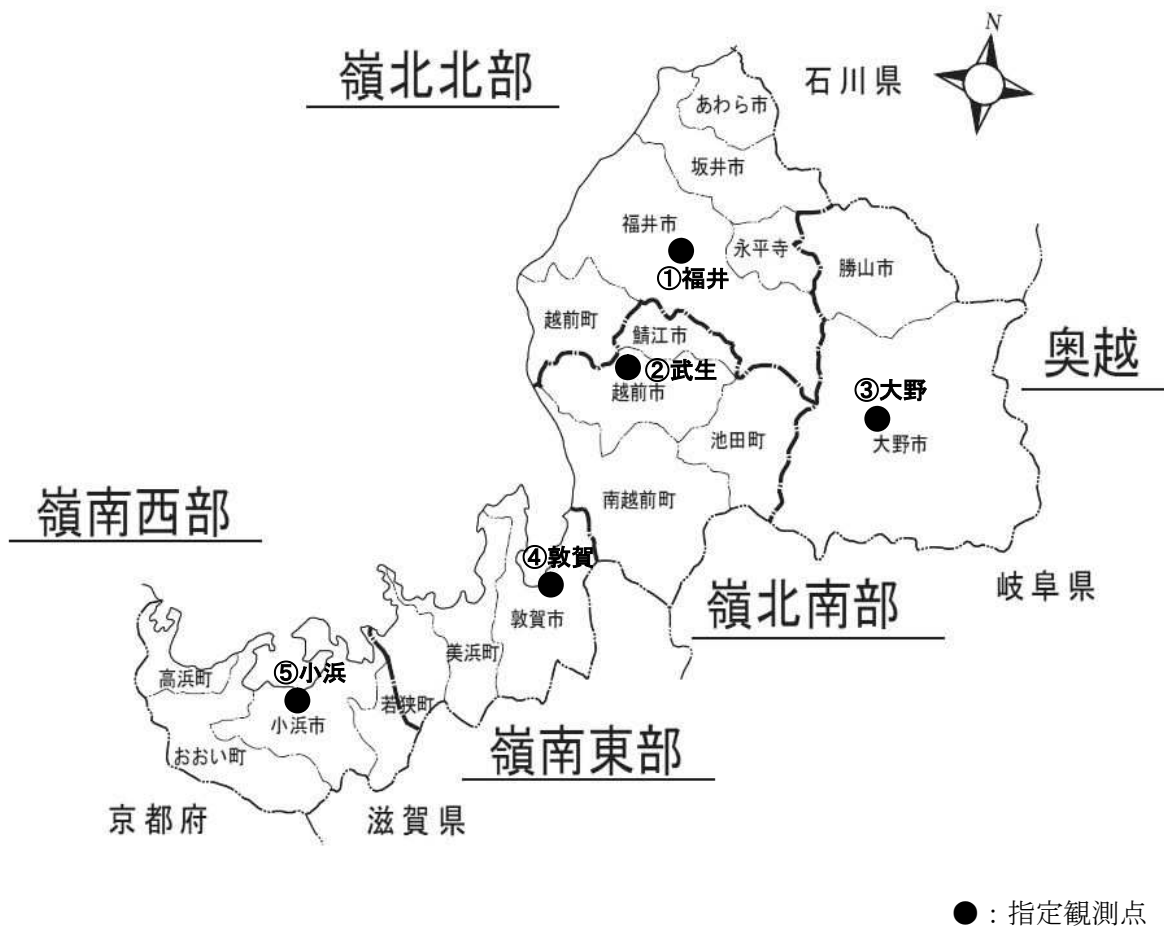 N
嶺北北部
石川県
あわら市
坂井市
福井市
永平寺
①福井
勝山市
越前町
鯖江市
奥越
②武生
越前市
③大野
大野市
池田町
嶺南西部
南越前町
④敦賀
岐阜県
敦賀市
嶺北南部
美浜町
⑤小浜
高浜町
若狭町
小浜市
おおい町
嶺南東部
京都府
滋賀県
●：指定観測点